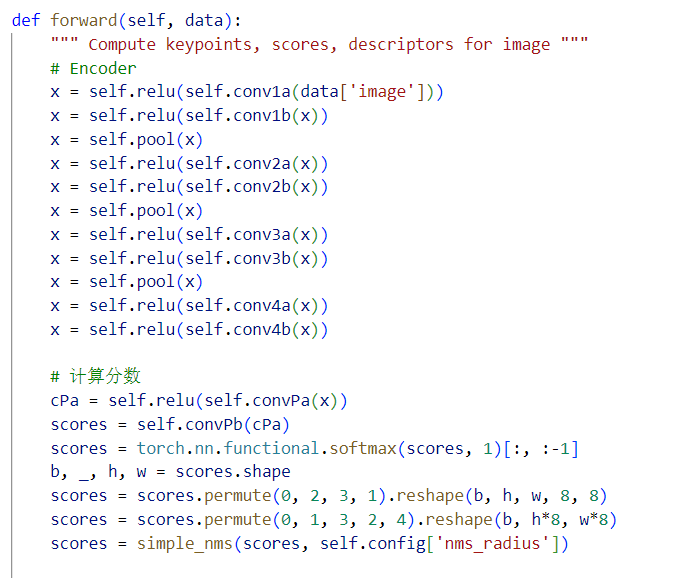 def forward(self, data):
    """ Compute keypoints, scores, descriptors for image """
    # Encoder
    x = self.relu(self.conv1a(data['image']))
    x = self.relu(self.conv1b(x))
    x = self.pool(x)
    x = self.relu(self.conv2a(x))
    x = self.relu(self.conv2b(x))
    x = self.pool(x)
    x = self.relu(self.conv3a(x))
    x = self.relu(self.conv3b(x))
    x = self.pool(x)
    x = self.relu(self.conv4a(x))
    x = self.relu(self.conv4b(x))

    # 计算分数
    cPa = self.relu(self.convPa(x))
    scores = self.convPb(cPa)
    scores = torch.nn.functional.softmax(scores, 1)[:, :-1]
    b, _, h, w = scores.shape
    scores = scores.permute(0, 2, 3, 1).reshape(b, h, w, 8, 8)
    scores = scores.permute(0, 1, 3, 2, 4).reshape(b, h*8, w*8)
    scores = simple_nms(scores, self.config['nms_radius'])